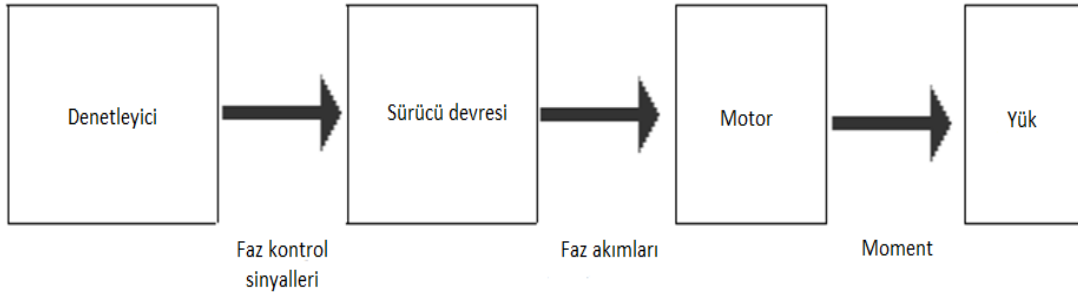 Denetleyici
Sürücü devresi
Motor
Yük
Faz kontrol
sinyalleri
Faz akımları
Moment